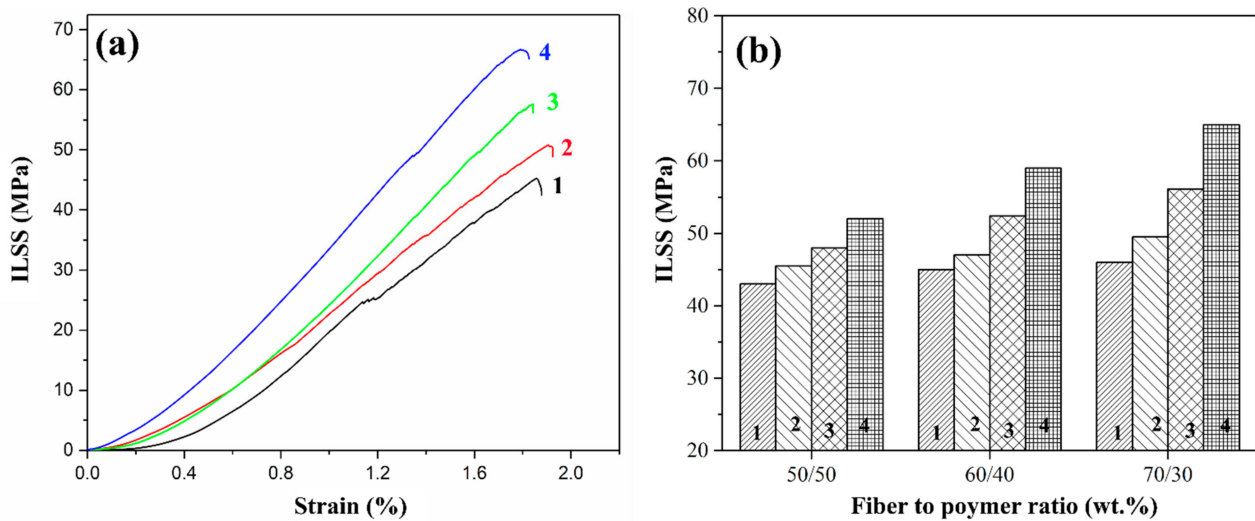 (a)
70
60
50
40
30
20
10
0
ILSS (MPa)
4
3
2
1
0.0 0.4 0.8 1.2 1.6 2.0
Strain (%)
(b)
80
70
60
50
40
30
20
ILSS (MPa)
1 2 3 4 1 2 3 4 1 2 3 4
50/50 60/40 70/30
Fiber to poymer ratio (wt.%)